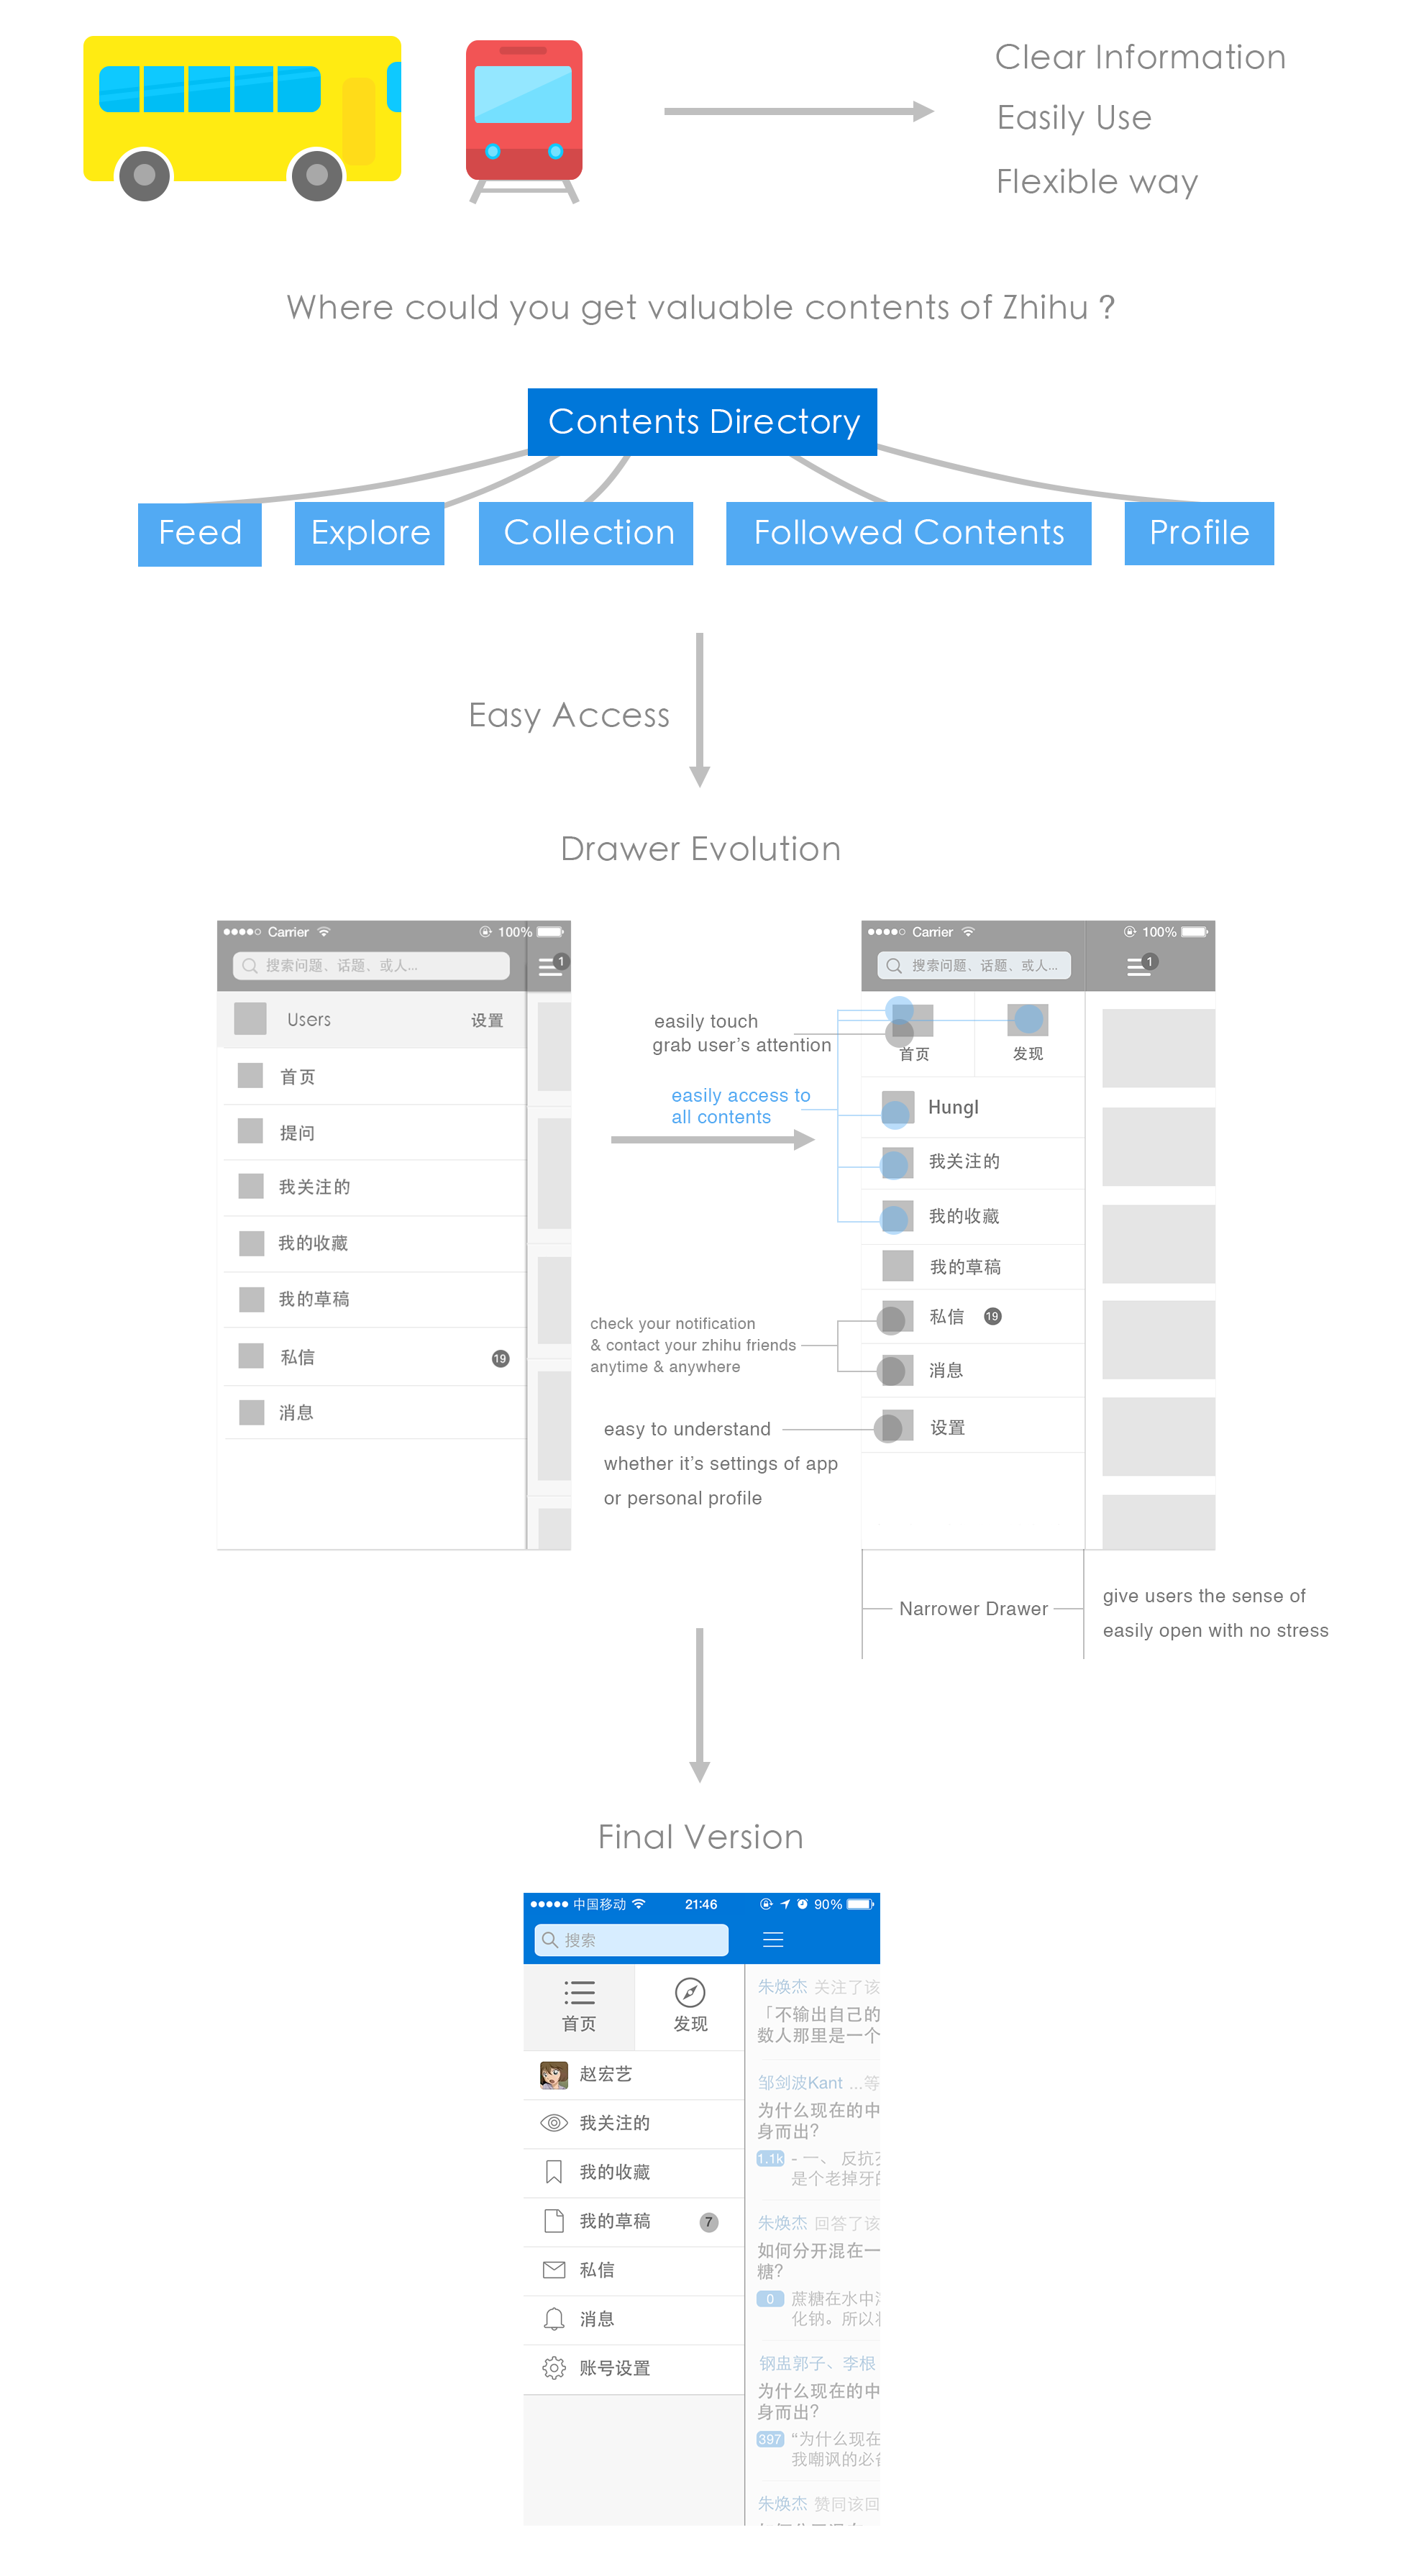 Clear Information
Easily Use
Flexible way
Where could you get valuable contents of Zhihu？
Contents Directory
Feed
Explore
Collection
Followed Contents
Profile
Easy Access
Drawer Evolution
Carrier
100%
搜索问题、话题、或人...
1
Users
设置
首页
提问
我关注的
我的收藏
我的草稿
私信
19
消息
easily touch
grab user's attention
easily access to
all contents
check your notification
& contact your zhihu friends
anytime & anywhere
easy to understand
whether it's settings of app
or personal profile
Carrier
100%
搜索问题、话题、或人...
1
首页
发现
Hungl
我关注的
我的收藏
我的草稿
私信
19
消息
设置
Narrower Drawer
give users the sense of
easily open with no stress
Final Version
中国移动
21:46
90%
搜索
首页
发现
赵宏艺
我关注的
我的收藏
我的草稿
7
私信
消息
账号设置
朱焕杰 关注了该
「不输出自己的
数人那里是一个
邹剑波Kant ...等
为什么现在的中
身而出?
1.1k - 一、 反抗
是个老掉牙
朱焕杰 回答了该
如何分开混在一
糖?
0 蔗糖在水中
化钠。所以
钢盅郭子、李根
为什么现在的中
身而出?
397 “为什么现在
我嘲讽的必
朱焕杰 赞同该回